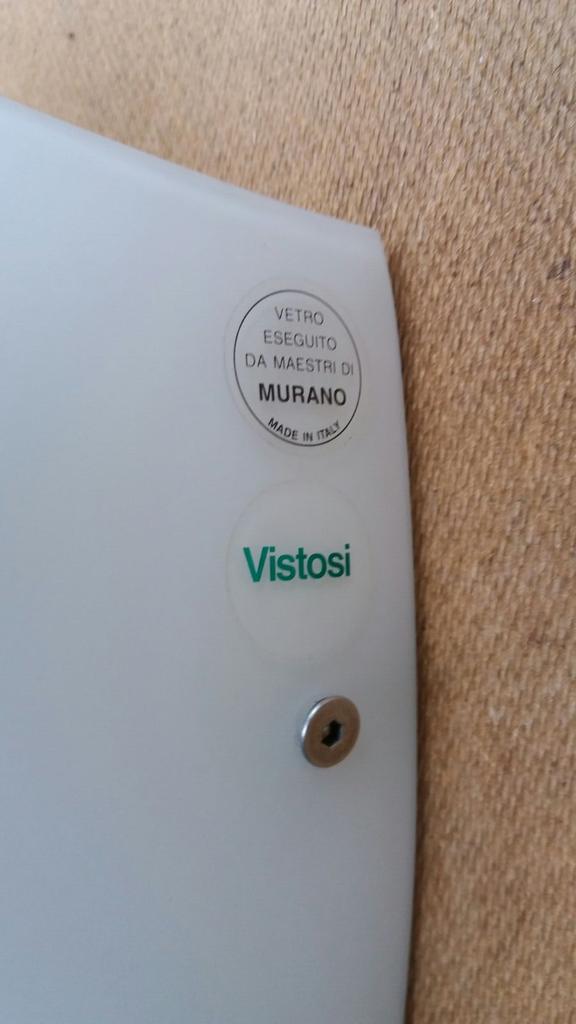 VETRO
ESEGUITO
DA MAESTRI DI
MURANO
MADE IN ITALY
Vistosi